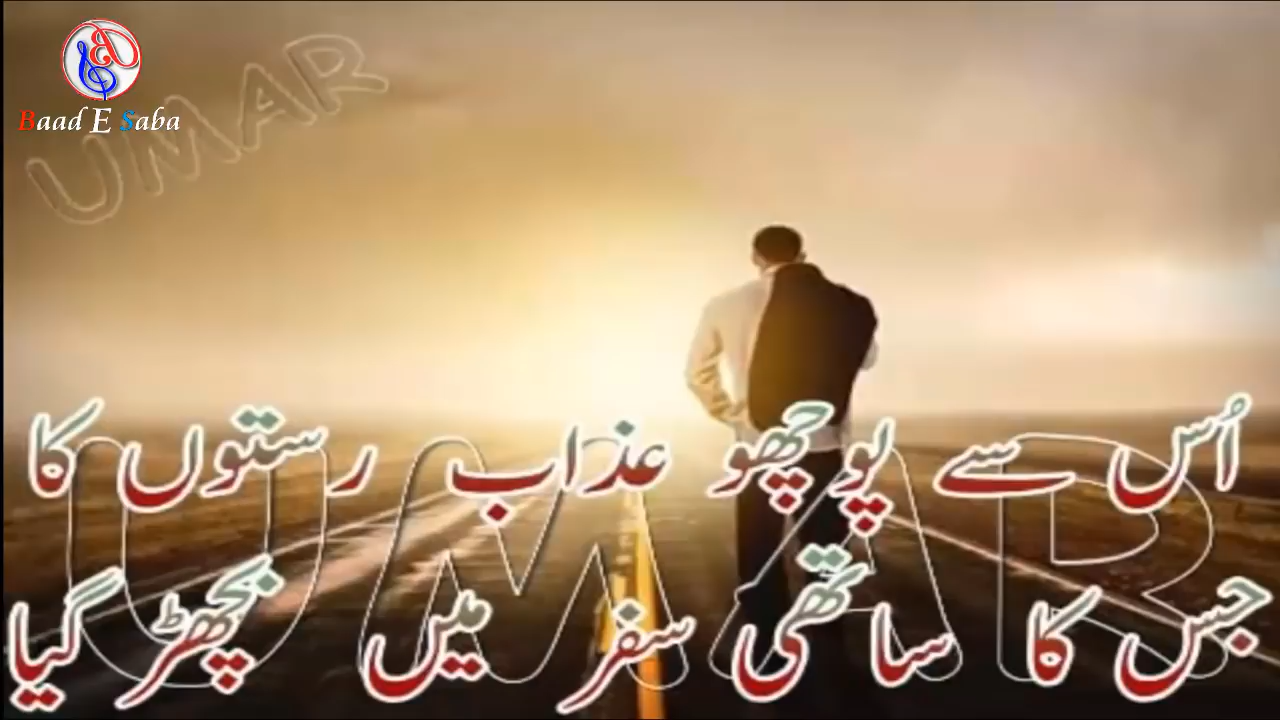 Baad E Saba
UMAR
اُس سے پوچھو عذاب رستوں کا
جس کا ساتھی سفر میں بچھڑ گیا
UMAR